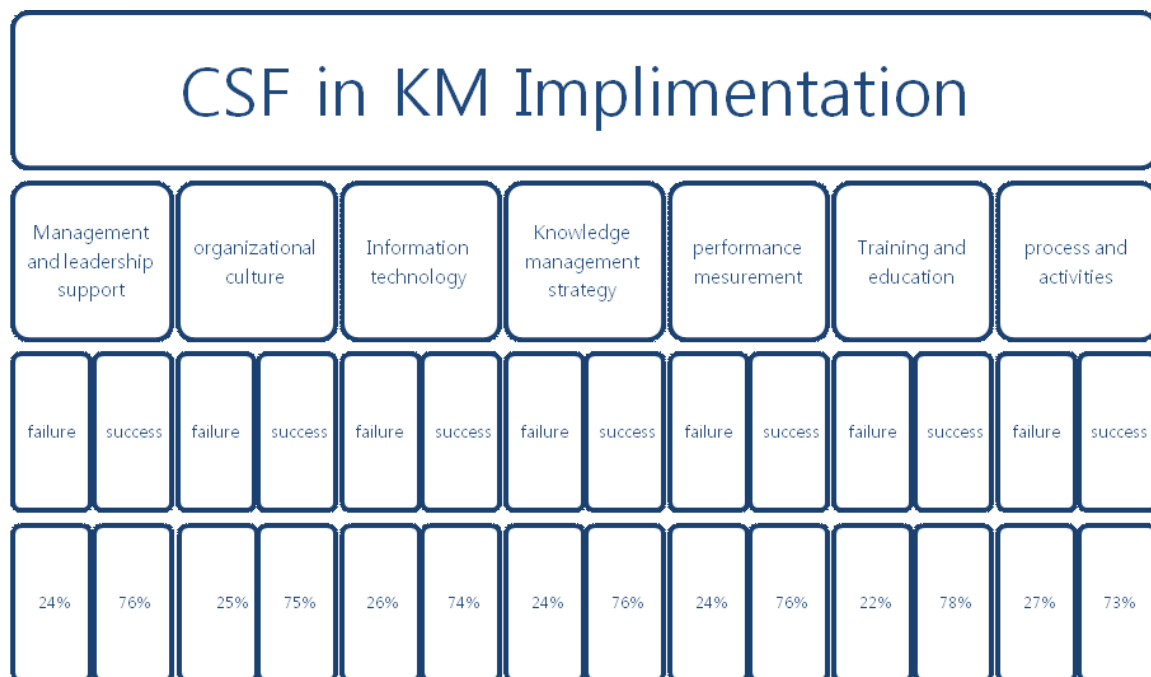 CSF in KM Implimentation
Management
and leadership
support
organizational
culture
Information
technology
Knowledge
management
strategy
performance
mesurement
Training and
education
process and
activities
failure success failure success failure success failure success failure success failure success failure success
24% 76% 25% 75% 26% 74% 24% 76% 24% 76% 22% 78% 27% 73%